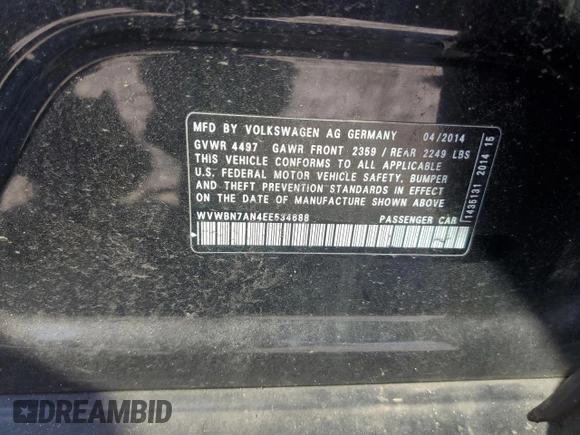 MFD BY VOLKSWAGEN AG GERMANY 04/2014
GVWR 4497 GAWR FRONT 2359 / REAR 2249 LBS
THIS VEHICLE CONFORMS TO ALL APPLICABLE
U.S. FEDERAL MOTOR VEHICLE SAFETY, BUMPER
AND THEFT PREVENTION STANDARDS IN EFFECT
ON THE DATE OF MANUFACTURE SHOWN ABOVE
WVWBN7AN4EE534688 PASSENGER CAR
1435131 2014 15
DREAMBID